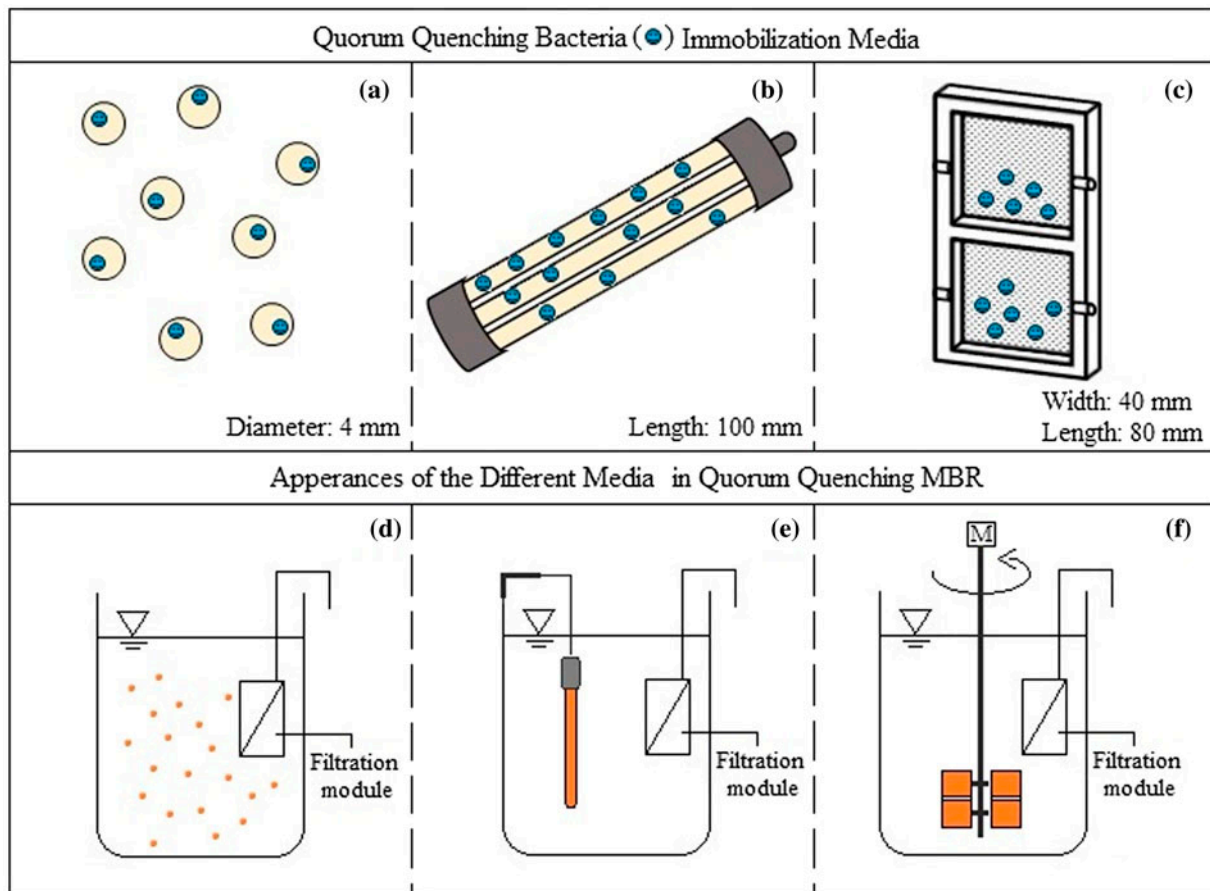 Quorum Quenching Bacteria ( ) Immobilization Media
(a)
Diameter: 4 mm
(b)
Length: 100 mm
(c)
Width: 40 mm
Length: 80 mm
Apperances of the Different Media in Quorum Quenching MBR
(d)
Filtration
module
(e)
Filtration
module
(f)
M
Filtration
module